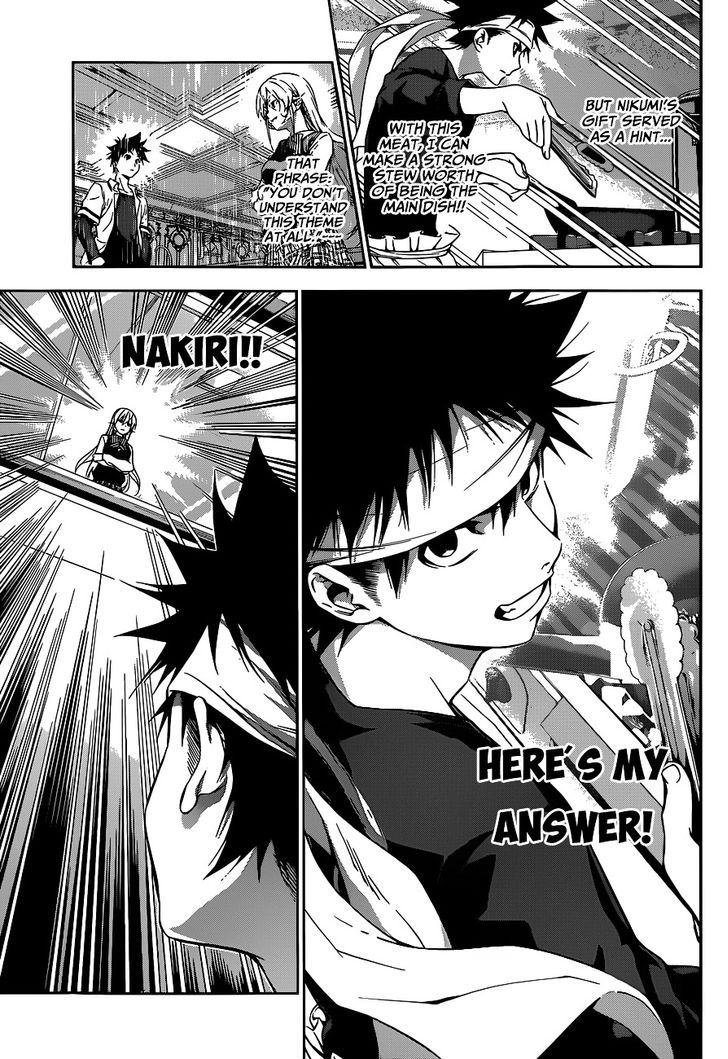 BUT NIKUMI'S
GIFT SERVED
AS A HINT...
WITH THIS
MEAT, I CAN
MAKE A STRONG
STEW WORTH
OF BEING THE
MAIN DISH!!
THAT
PHRASE:
"YOU DON'T
UNDERSTAND
THIS THEME
AT ALL."
HERE'S MY
ANSWER!
NAKIRI!!